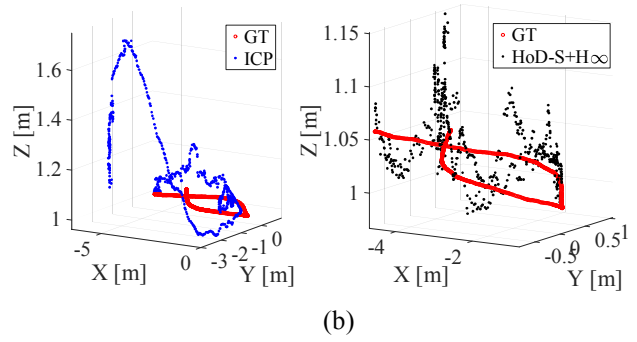 GT
ICP
1.6
1.4
1.2
1
Z [m]
-5
0
X [m]
-3
-2
-1
0
Y [m]
GT
HoD-S+H∞
1.15
1.1
1.05
1
Z [m]
-4
-2
X [m]
-0.5
0
0.5
1
Y [m]
(b)